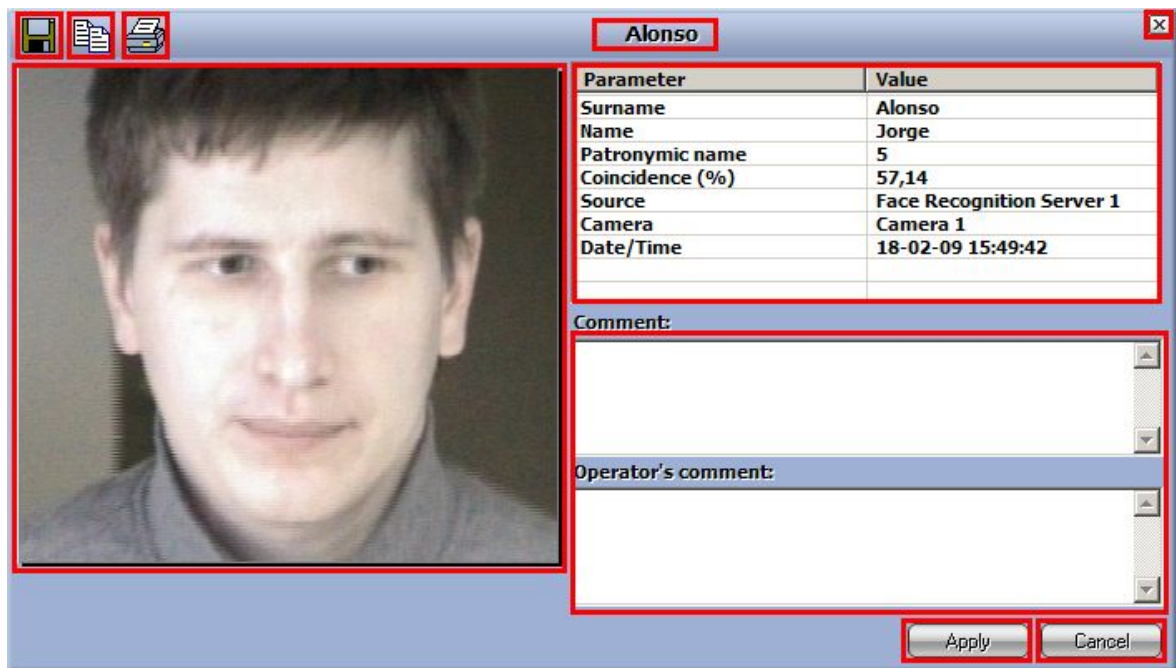 Alonso
Parameter Value
Surname Alonso
Name Jorge
Patronymic name 5
Coincidence (%) 57,14
Source Face Recognition Server 1
Camera Camera 1
Date/Time 18-02-09 15:49:42
Comment:
Operator's comment:
Apply Cancel